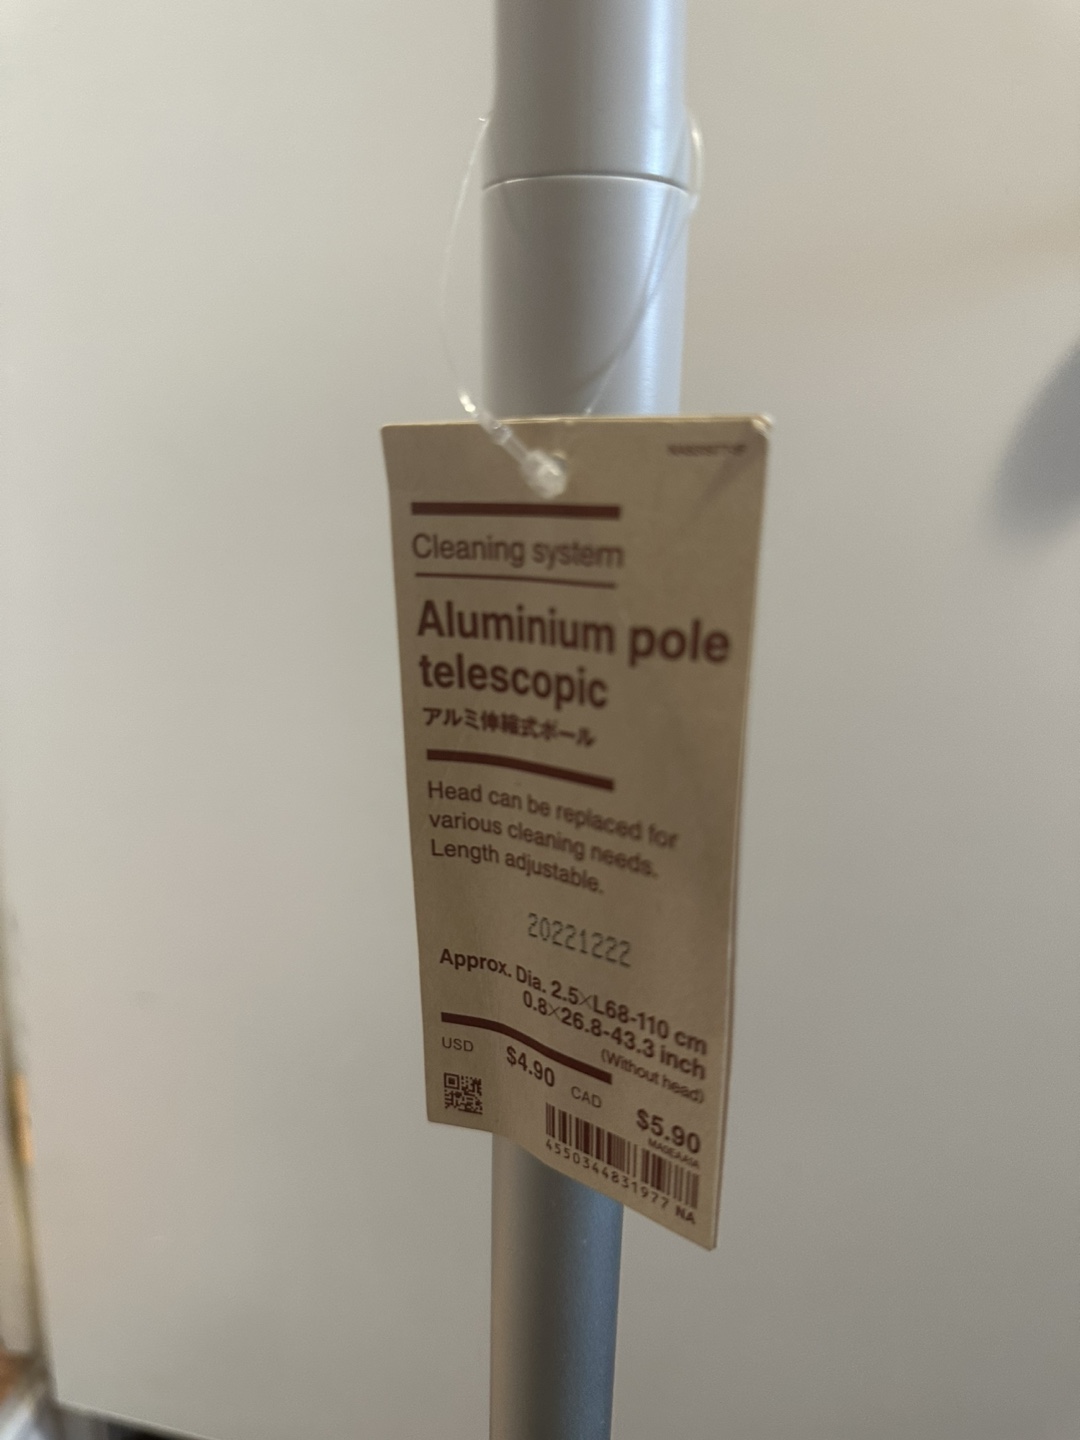 Cleaning system
Aluminium pole
telescopic
アルミ伸縮式ポール
Head can be replaced for
various cleaning needs.
Length adjustable.
20221222
Approx. Dia. 2.5×L68-110 cm
0.8×26.8-43.3 inch
(Without head)
USD $4.90
CAD $5.90
4550344831977 NA